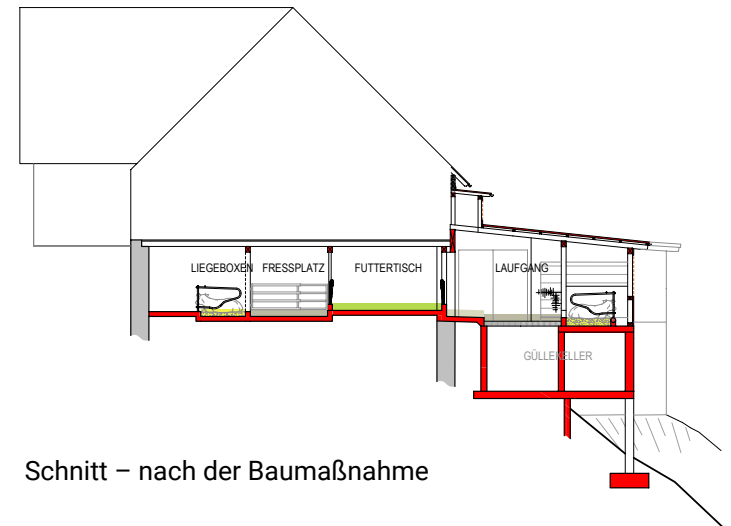 LIEGEBOXEN FRESSPLATZ FUTTERTISCH LAUFGANG
GÜLLEKELLER
Schnitt – nach der Baumaßnahme